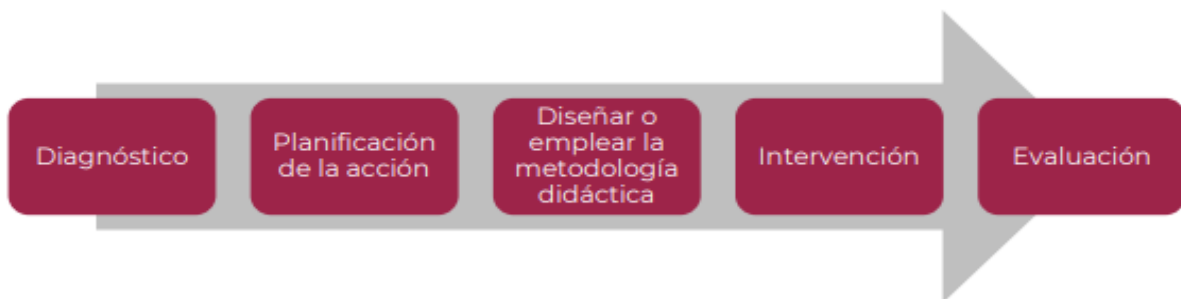 Diagnóstico
Planificación
de la acción
Diseñar o
emplear la
metodología
didáctica
Intervención
Evaluación